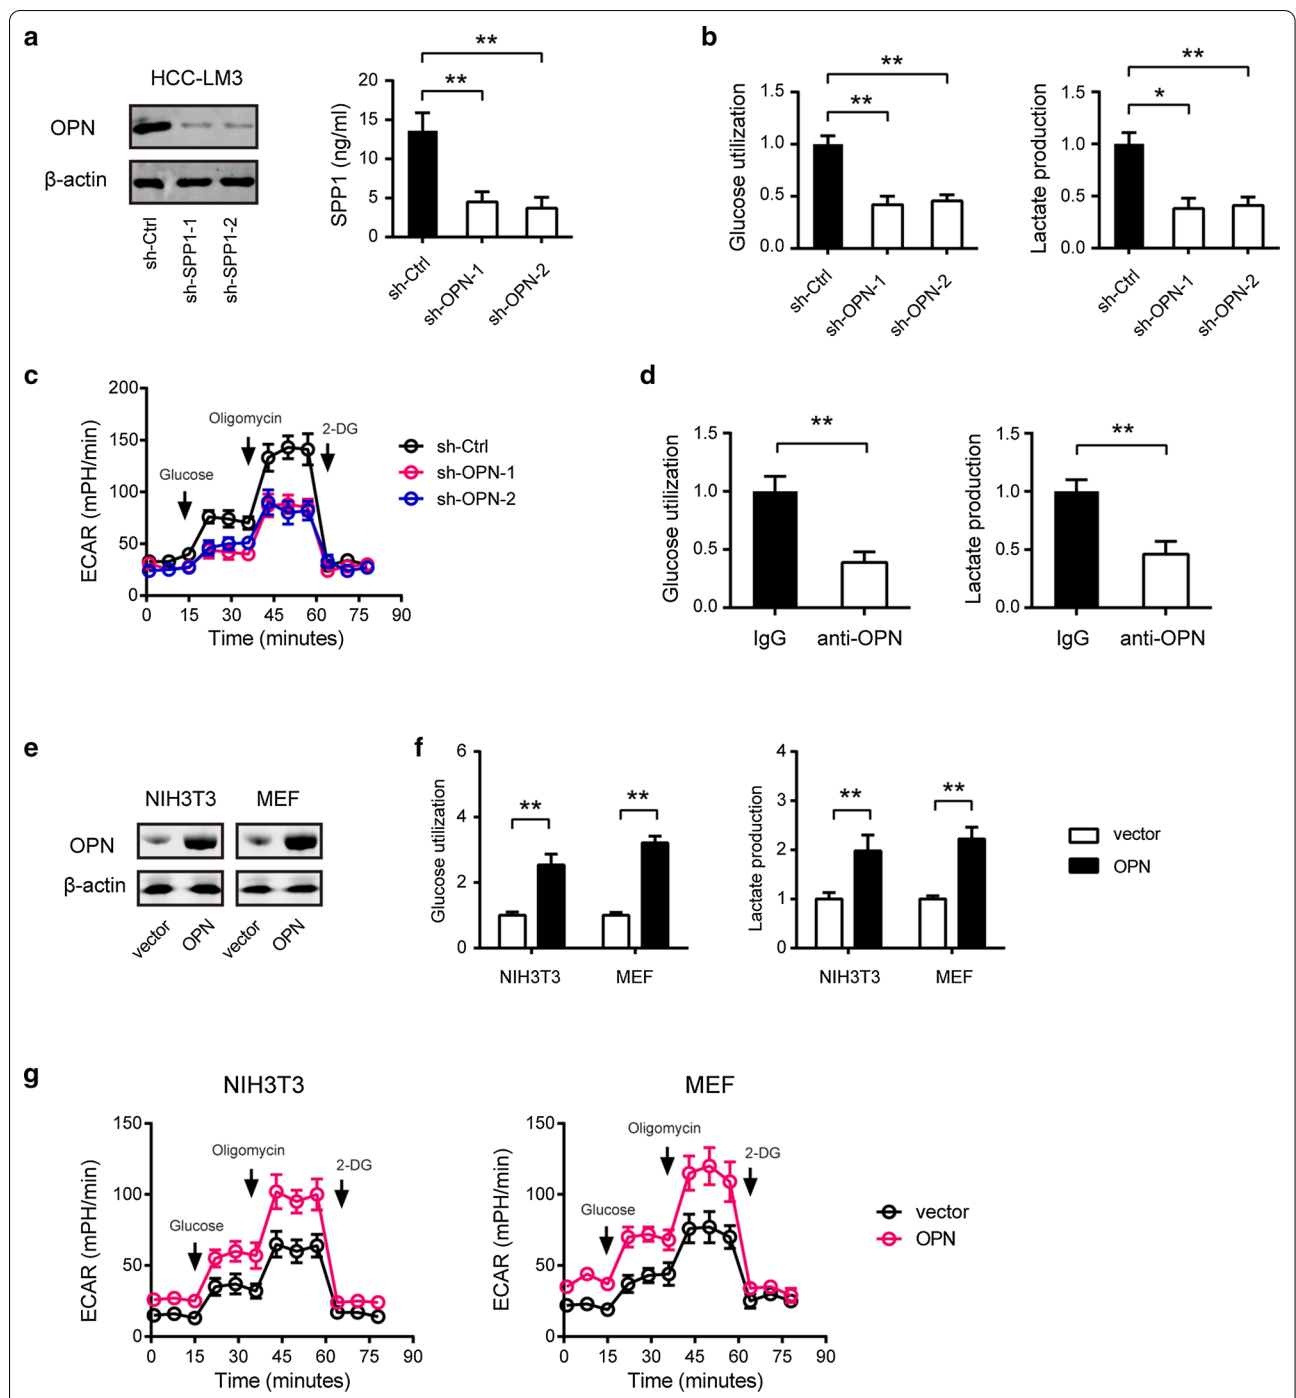 a
HCC-LM3
OPN
β-actin
sh-Ctrl
sh-SPP1-1
sh-SPP1-2
**
**
SPP1 (ng/ml)
20
15
10
5
0
sh-Ctrl
sh-OPN-1
sh-OPN-2
b
**
**
Glucose utilization
1.5
1.0
0.5
0.0
sh-Ctrl
sh-OPN-1
sh-OPN-2
**
*
Lactate production
1.5
1.0
0.5
0.0
sh-Ctrl
sh-OPN-1
sh-OPN-2
c
ECAR (mPH/min)
200
150
100
50
0
Glucose
Oligomycin
2-DG
0 15 30 45 60 75 90
Time (minutes)
sh-Ctrl
sh-OPN-1
sh-OPN-2
d
**
Glucose utilization
1.5
1.0
0.5
0.0
IgG anti-OPN
**
Lactate production
1.5
1.0
0.5
0.0
IgG anti-OPN
e
NIH3T3 MEF
OPN
β-actin
vector
OPN
vector
OPN
f
Glucose utilization
6
4
2
0
**
**
NIH3T3 MEF
Lactate production
4
3
2
1
0
**
**
NIH3T3 MEF
vector
OPN
g
NIH3T3
ECAR (mPH/min)
150
100
50
0
Glucose
Oligomycin
2-DG
0 15 30 45 60 75 90
Time (minutes)
MEF
ECAR (mPH/min)
150
100
50
0
Glucose
Oligomycin
2-DG
0 15 30 45 60 75 90
Time (minutes)
vector
OPN